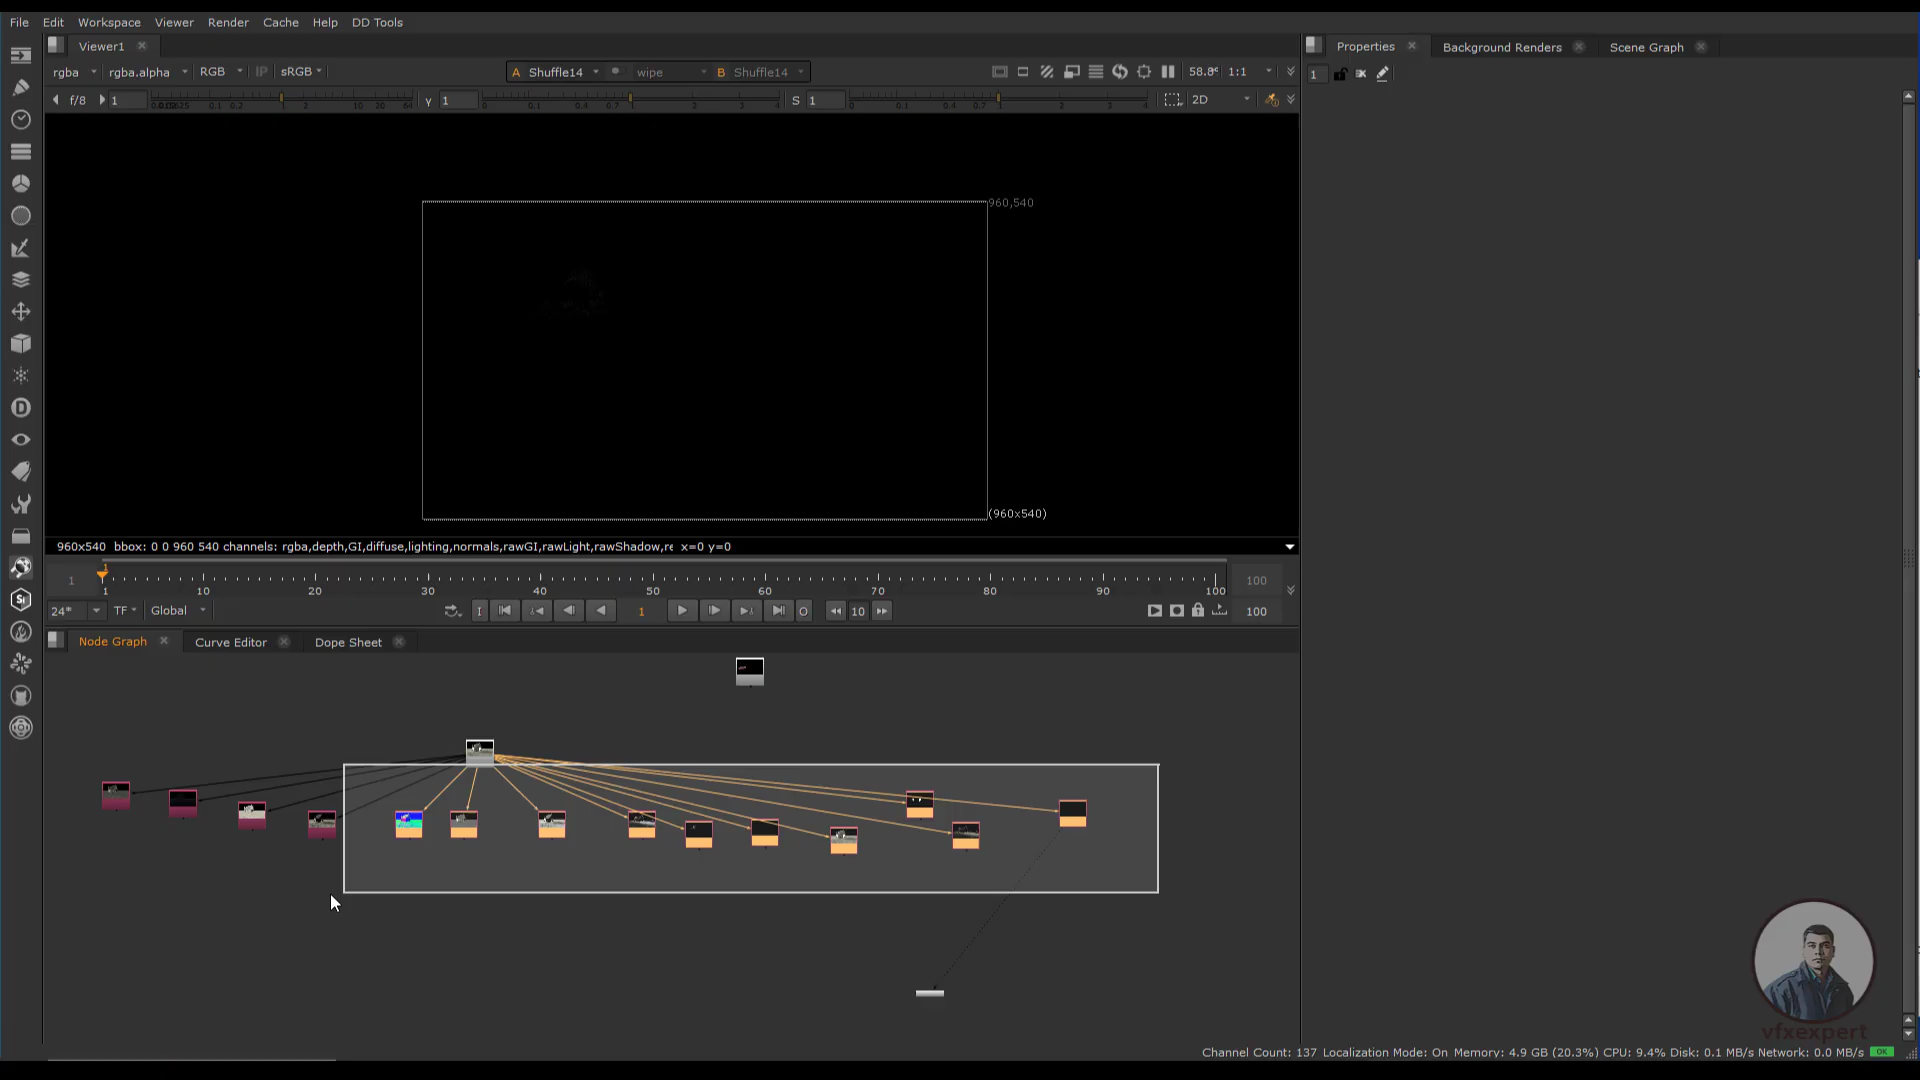 File Edit Workspace Viewer Render Cache Help DD Tools
Viewer1 Properties Background Renders Scene Graph
rgba rgba.alpha RGB IP sRGB A Shuffle14 wipe B Shuffle14 1:1 1
f/8 1 γ 1 S 1 2D
960,540
(960x540)
960x540 bbox: 0 0 960 540 channels: rgba,depth,GI,diffuse,lighting,normals,rawGI,rawLight,rawShadow,re x=0 y=0
1
1 100
1 10 20 30 40 50 60 70 80 90 100
24* TF Global I 1 O 10 100
Node Graph Curve Editor Dope Sheet
vfxexpert
Channel Count: 137 Localization Mode: On Memory: 4.9 GB (20.3%) CPU: 9.4% Disk: 0.1 MB/s Network: 0.0 MB/s OK